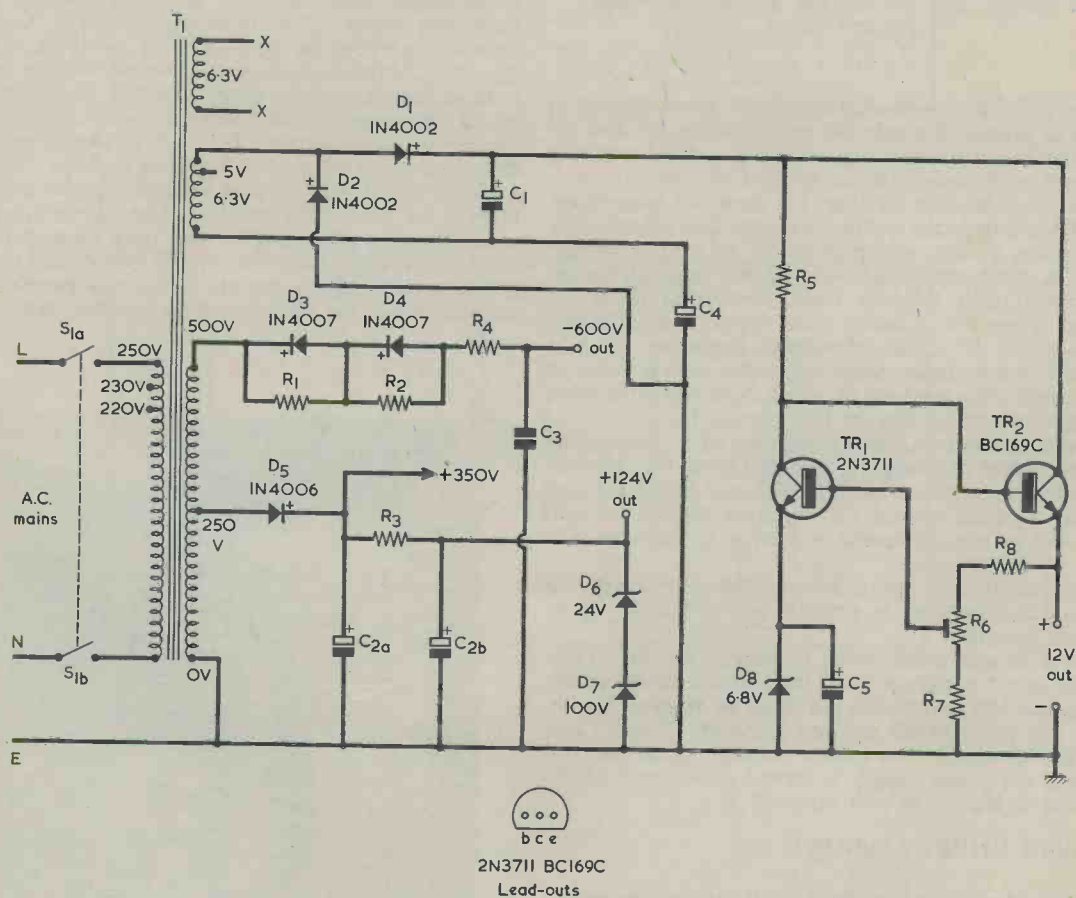 T1
X
6·3V
X
D1
1N4002
5V
6·3V
D2
1N4002
+
C1
+
+
R5
C4
+
D3
1N4007
D4
1N4007
R4
500V
-600V
out
+
+
R1
R2
S1a
L
250V
230V
220V
C3
TR1
2N3711
TR2
BC169C
D5
1N4006
+350V
+124V
out
A.C.
mains
+
250
V
R3
R8
D6
24V
R6
+
12V
out
-
N
S1b
+
C2a
+
C2b
D7
100V
D8
6·8V
+
C5
R7
OV
E
b c e
2N3711 BC169C
Lead-outs